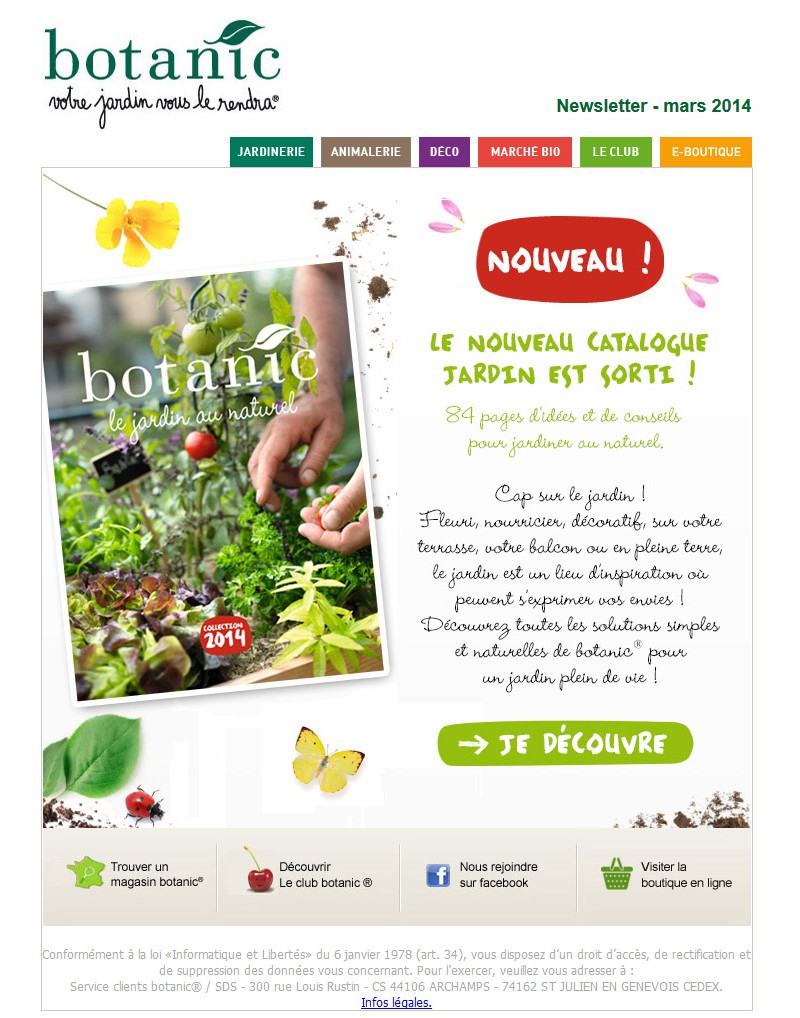 botanic
votre jardin vous le rendra®
Newsletter - mars 2014
JARDINERIE
ANIMALERIE
DÉCO
MARCHÉ BIO
LE CLUB
E-BOUTIQUE
botanic
le jardin au naturel
COLLECTION
2014
NOUVEAU !
LE NOUVEAU CATALOGUE
JARDIN EST SORTI !
84 pages d'idées et de conseils
pour jardiner au naturel.
Cap sur le jardin !
Fleuri, nourricier, décoratif, sur votre
terrasse, votre balcon ou en pleine terre,
le jardin est un lieu d'inspiration où
peuvent s'exprimer vos envies !
Découvrez toutes les solutions simples
et naturelles de botanic® pour
un jardin plein de vie !
→ JE DÉCOUVRE
Trouver un
magasin botanic®
Découvrir
Le club botanic ®
Nous rejoindre
sur facebook
Visiter la
boutique en ligne
Conformément à la loi «Informatique et Libertés» du 6 janvier 1978 (art. 34), vous disposez d'un droit d'accès, de rectification et
de suppression des données vous concernant. Pour l'exercer, veuillez vous adresser à :
Service clients botanic® / SDS - 300 rue Louis Rustin - CS 44106 ARCHAMPS - 74162 ST JULIEN EN GENEVOIS CEDEX.
Infos légales.